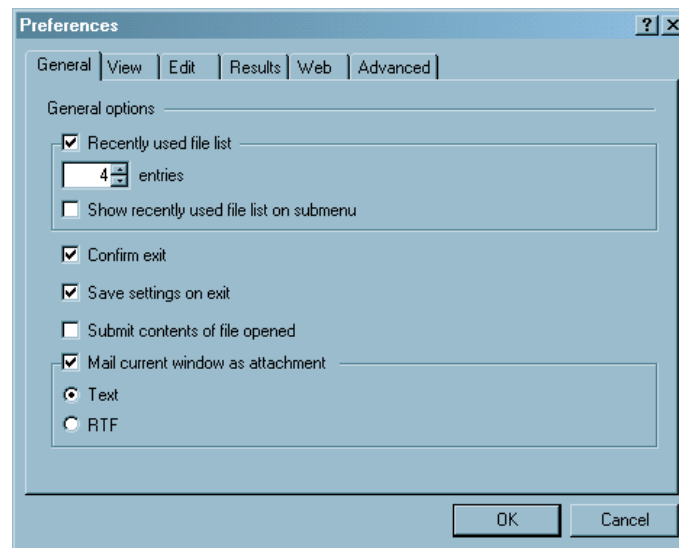 Preferences
General View Edit Results Web Advanced
General options
Recently used file list
4 entries
Show recently used file list on submenu
Confirm exit
Save settings on exit
Submit contents of file opened
Mail current window as attachment
Text
RTF
OK Cancel